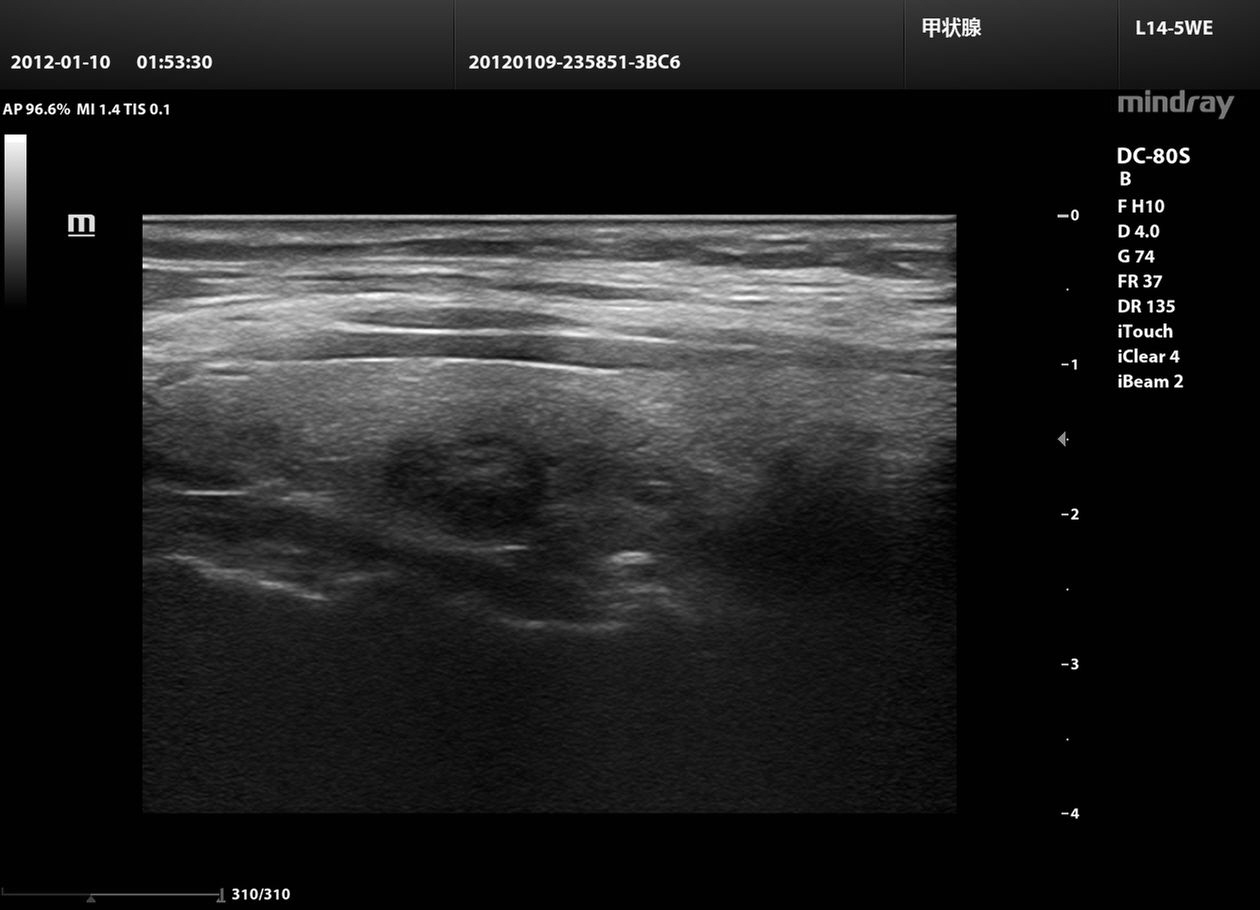 甲状腺
L14-5WE
2012-01-10 01:53:30
20120109-235851-3BC6
AP 96.6% MI 1.4 TIS 0.1
mindray
DC-80S
B
m
F H10
D 4.0
G 74
FR 37
DR 135
iTouch
iClear 4
iBeam 2
0
1
2
3
4
310/310